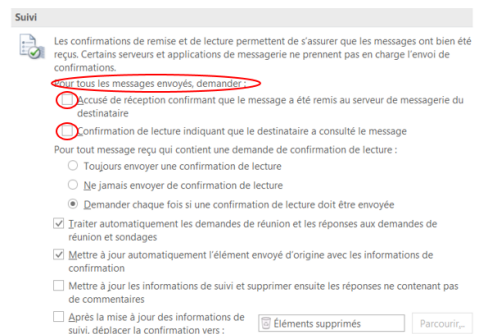 Suivi
Les confirmations de remise et de lecture permettent de s'assurer que les messages ont bien été
reçus. Certains serveurs et applications de messagerie ne prennent pas en charge l'envoi de
confirmations.
Pour tous les messages envoyés, demander :
Accusé de réception confirmant que le message a été remis au serveur de messagerie du
destinataire
Confirmation de lecture indiquant que le destinataire a consulté le message
Pour tout message reçu qui contient une demande de confirmation de lecture :
Toujours envoyer une confirmation de lecture
Ne jamais envoyer de confirmation de lecture
Demander chaque fois si une confirmation de lecture doit être envoyée
Traiter automatiquement les demandes de réunion et les réponses aux demandes de
réunion et sondages
Mettre à jour automatiquement l'élément envoyé d'origine avec les informations de
confirmation
Mettre à jour les informations de suivi et supprimer ensuite les réponses ne contenant pas
de commentaires
Après la mise à jour des informations de
suivi, déplacer la confirmation vers :
Éléments supprimés
Parcourir...